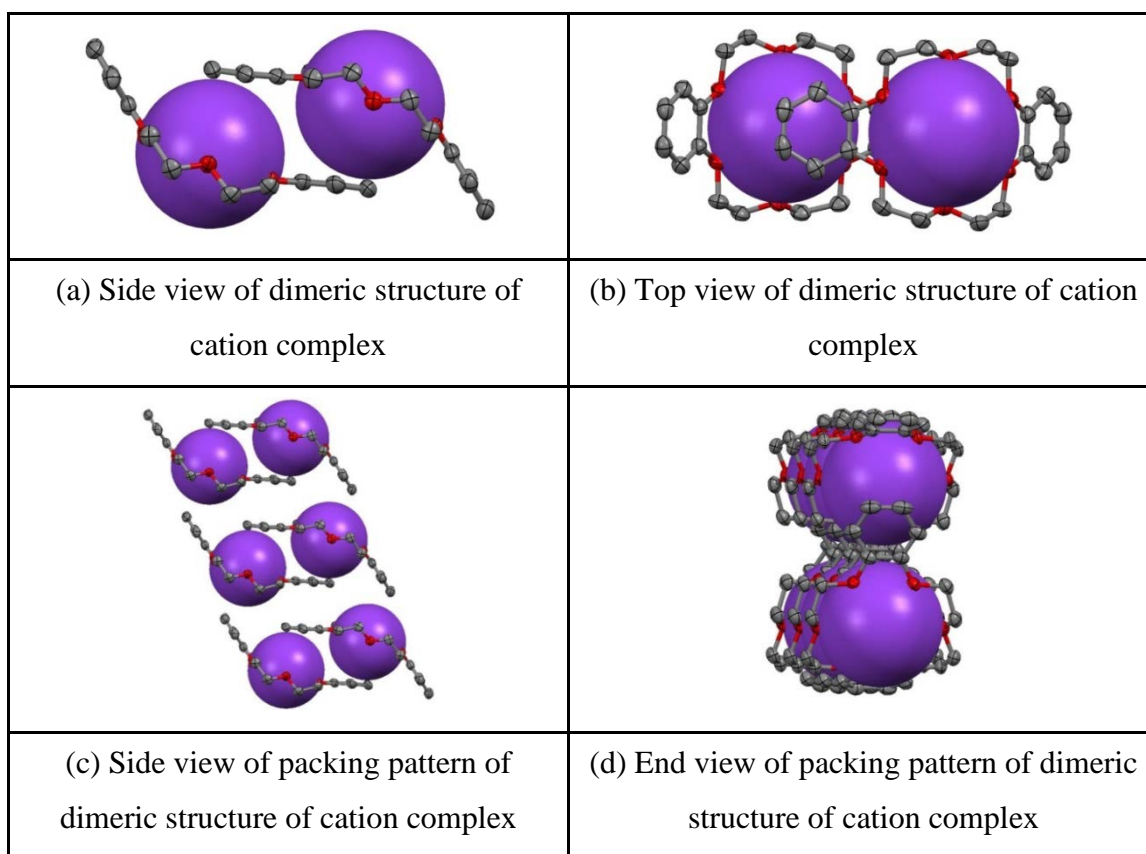 (a) Side view of dimeric structure of
cation complex
(b) Top view of dimeric structure of cation
complex
(c) Side view of packing pattern of
dimeric structure of cation complex
(d) End view of packing pattern of dimeric
structure of cation complex